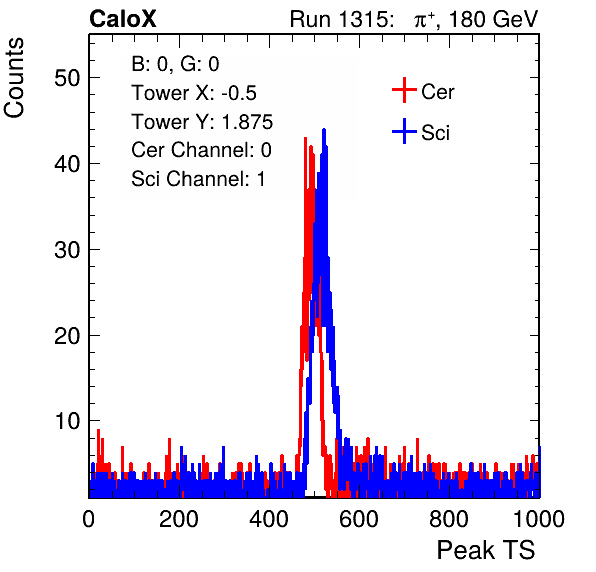 CaloX Run 1315: π+, 180 GeV
Counts
B: 0, G: 0
Tower X: -0.5
Tower Y: 1.875
Cer Channel: 0
Sci Channel: 1
Cer
Sci
50
40
30
20
10
0 200 400 600 800 1000
Peak TS